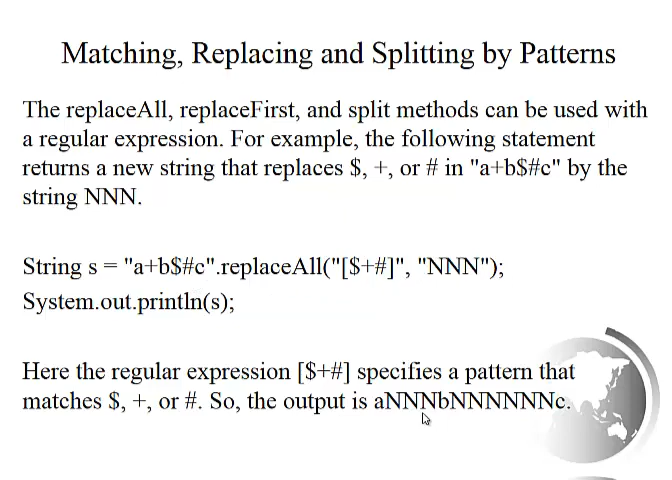 Matching, Replacing and Splitting by Patterns
The replaceAll, replaceFirst, and split methods can be used with
a regular expression. For example, the following statement
returns a new string that replaces $, +, or # in "a+b$#c" by the
string NNN.
String s = "a+b$#c".replaceAll("[$+#]", "NNN");
System.out.println(s);
Here the regular expression [$+#] specifies a pattern that
matches $, +, or #. So, the output is aNNNbNNNNNNc.